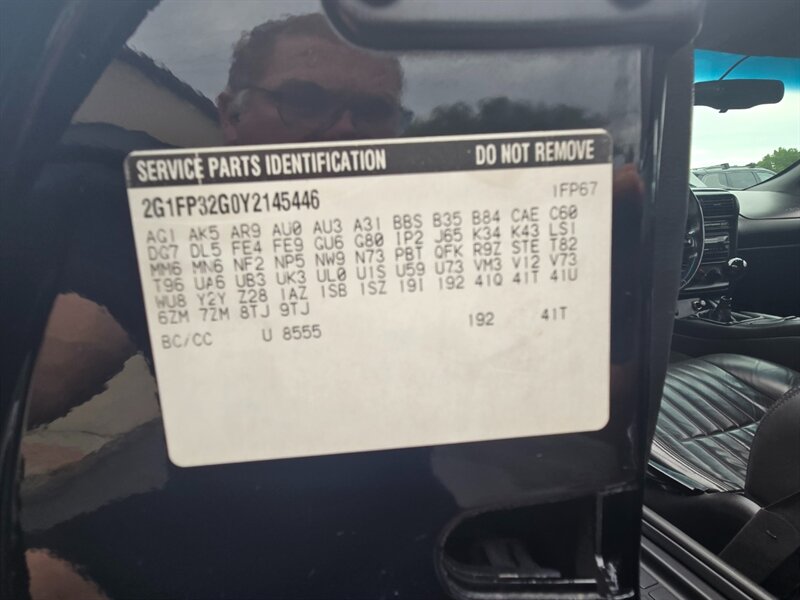 SERVICE PARTS IDENTIFICATION DO NOT REMOVE
2G1FP32G0Y2145446 1FP67
AG1 AK5 AR9 AU0 AU3 A31 BBS B35 B84 CAE C60
DG7 DL5 FE4 FE9 GU6 G80 IP2 J65 K34 K43 LS1
MM6 MN6 NF2 NP5 NW9 N73 PBT QFK R9Z STE T82
T96 UA6 UB3 UK3 UL0 U1S U59 U73 VM3 V12 V73
WU8 Y2Y Z28 1AZ 1SB 1SZ 19I 192 41Q 41T 41U
6ZM 7ZM 8TJ 9TJ
BC/CC U 8555 192 41T